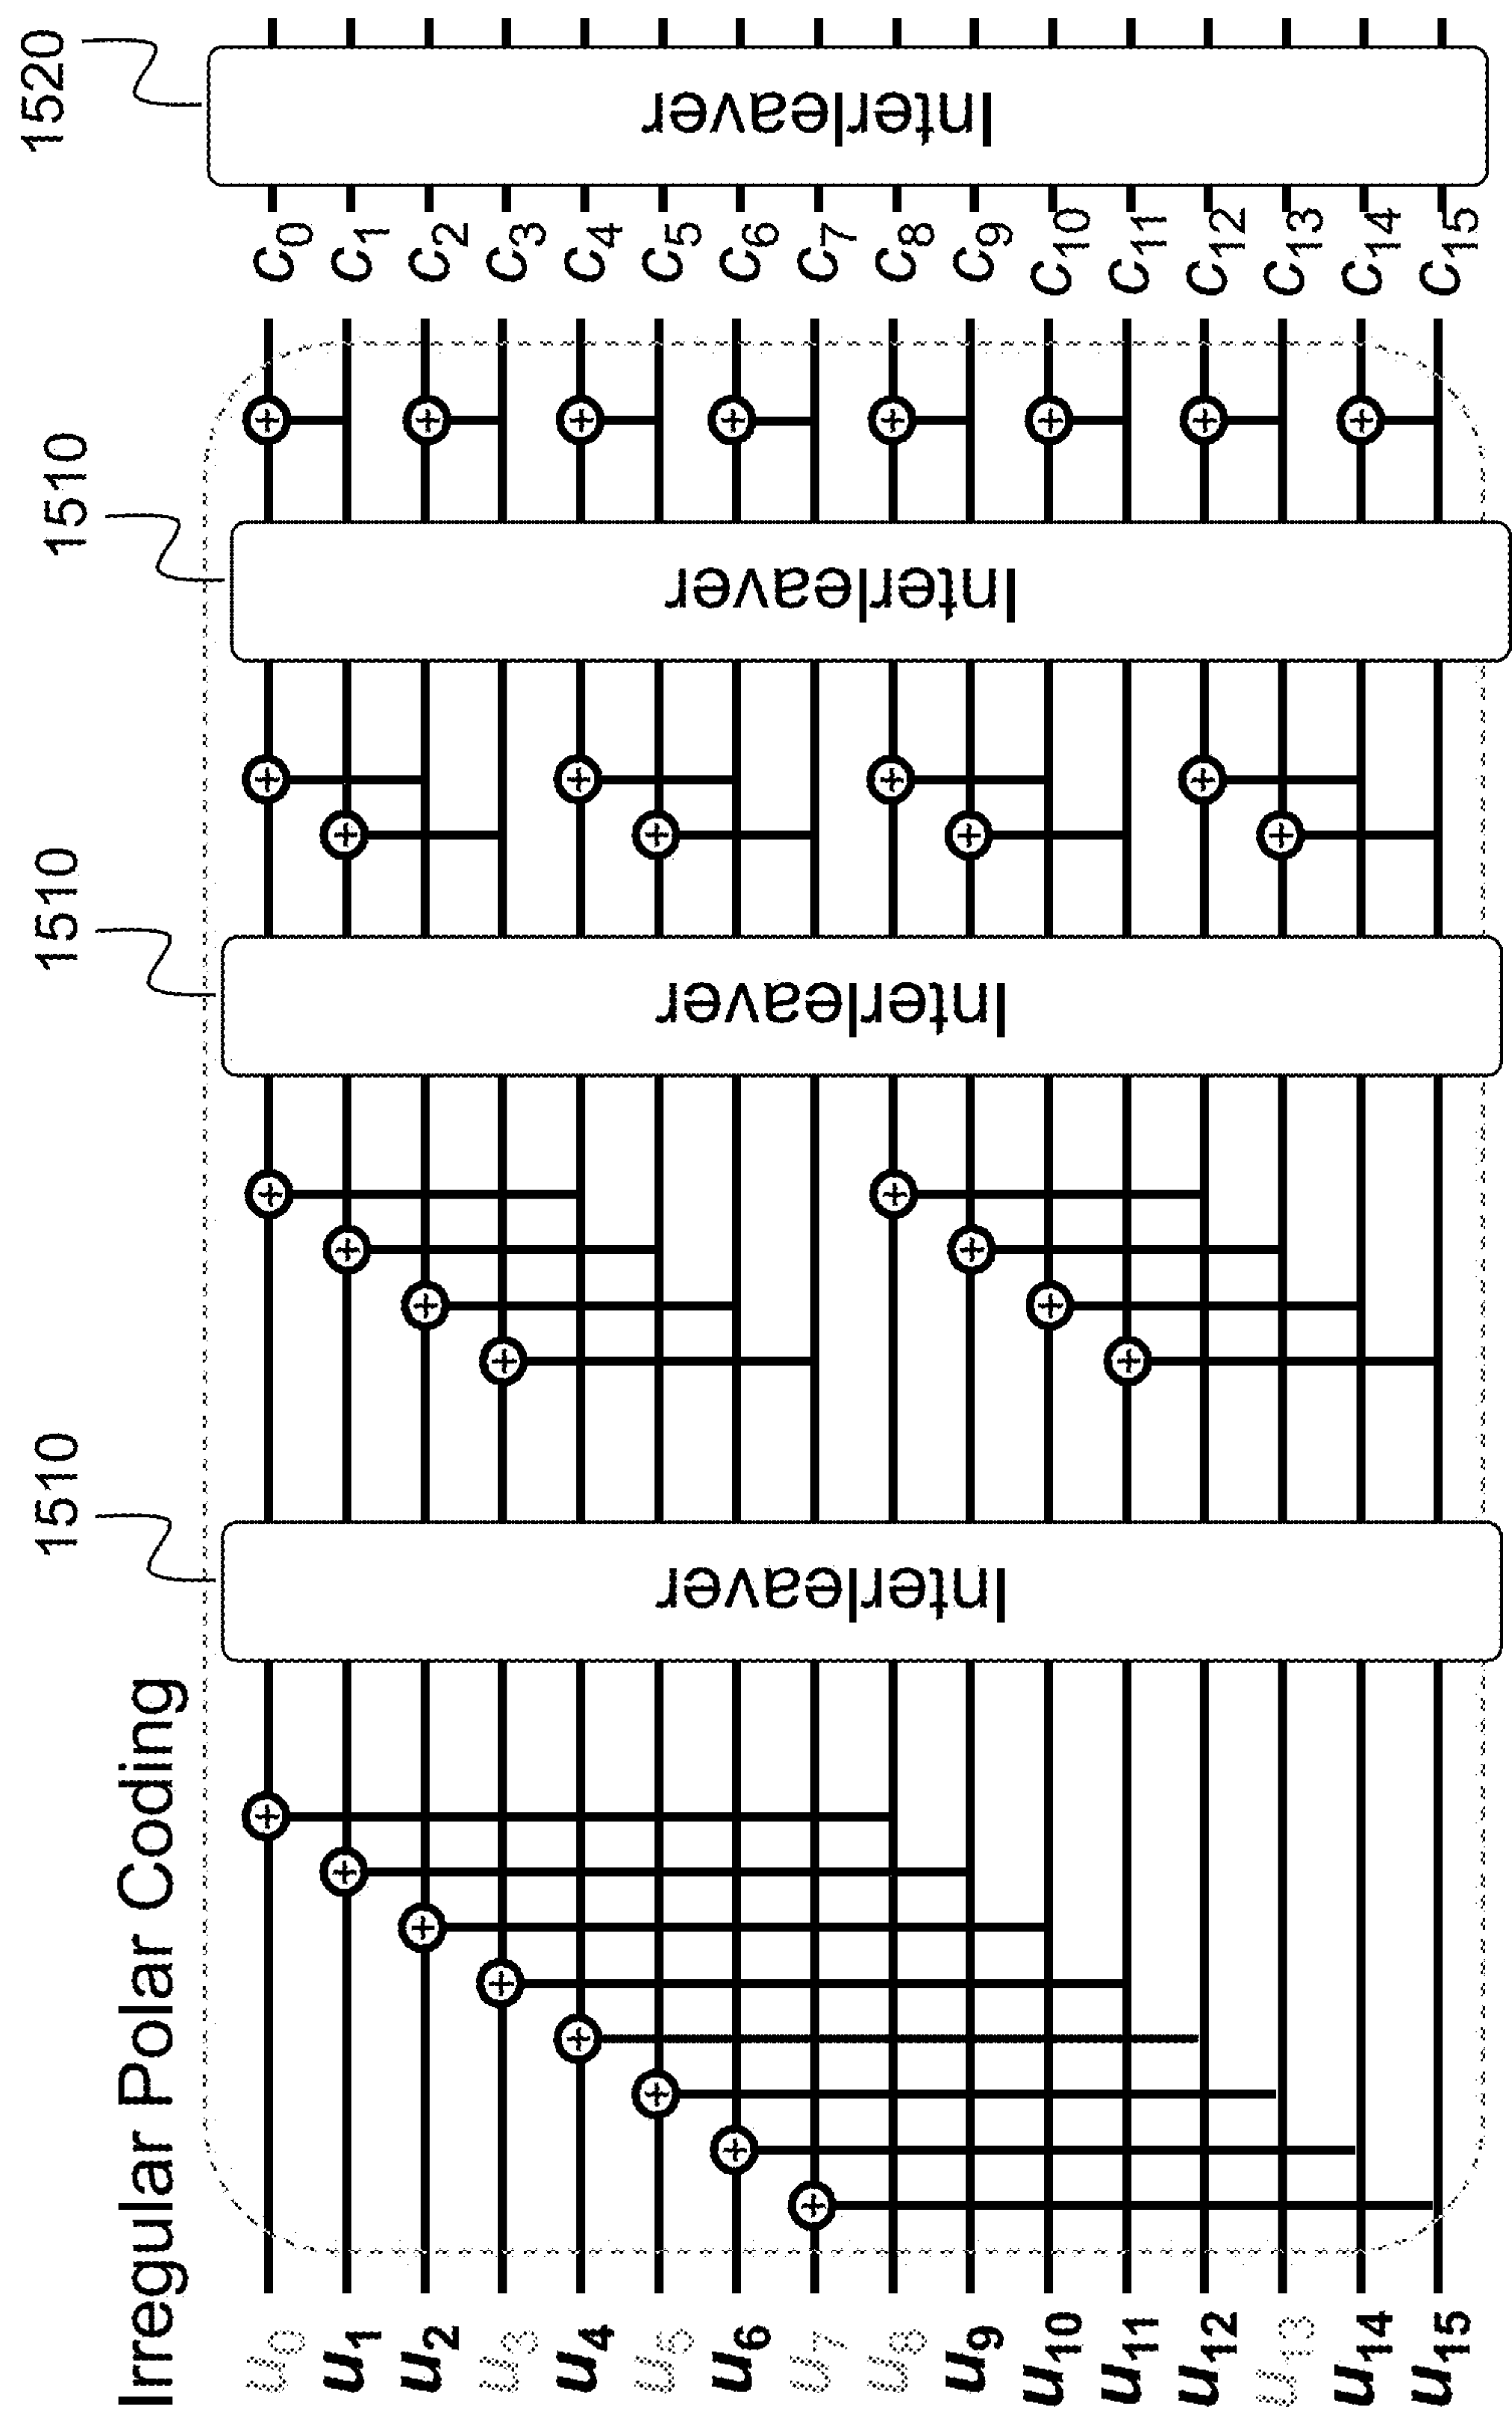 Irregular Polar Coding
1510
1510
1510
1520
Interleaver
Interleaver
Interleaver
Interleaver
u0
u1
u2
u3
u4
u5
u6
u7
u8
u9
u10
u11
u12
u13
u14
u15
c0
c1
c2
c3
c4
c5
c6
c7
c8
c9
c10
c11
c12
c13
c14
c15